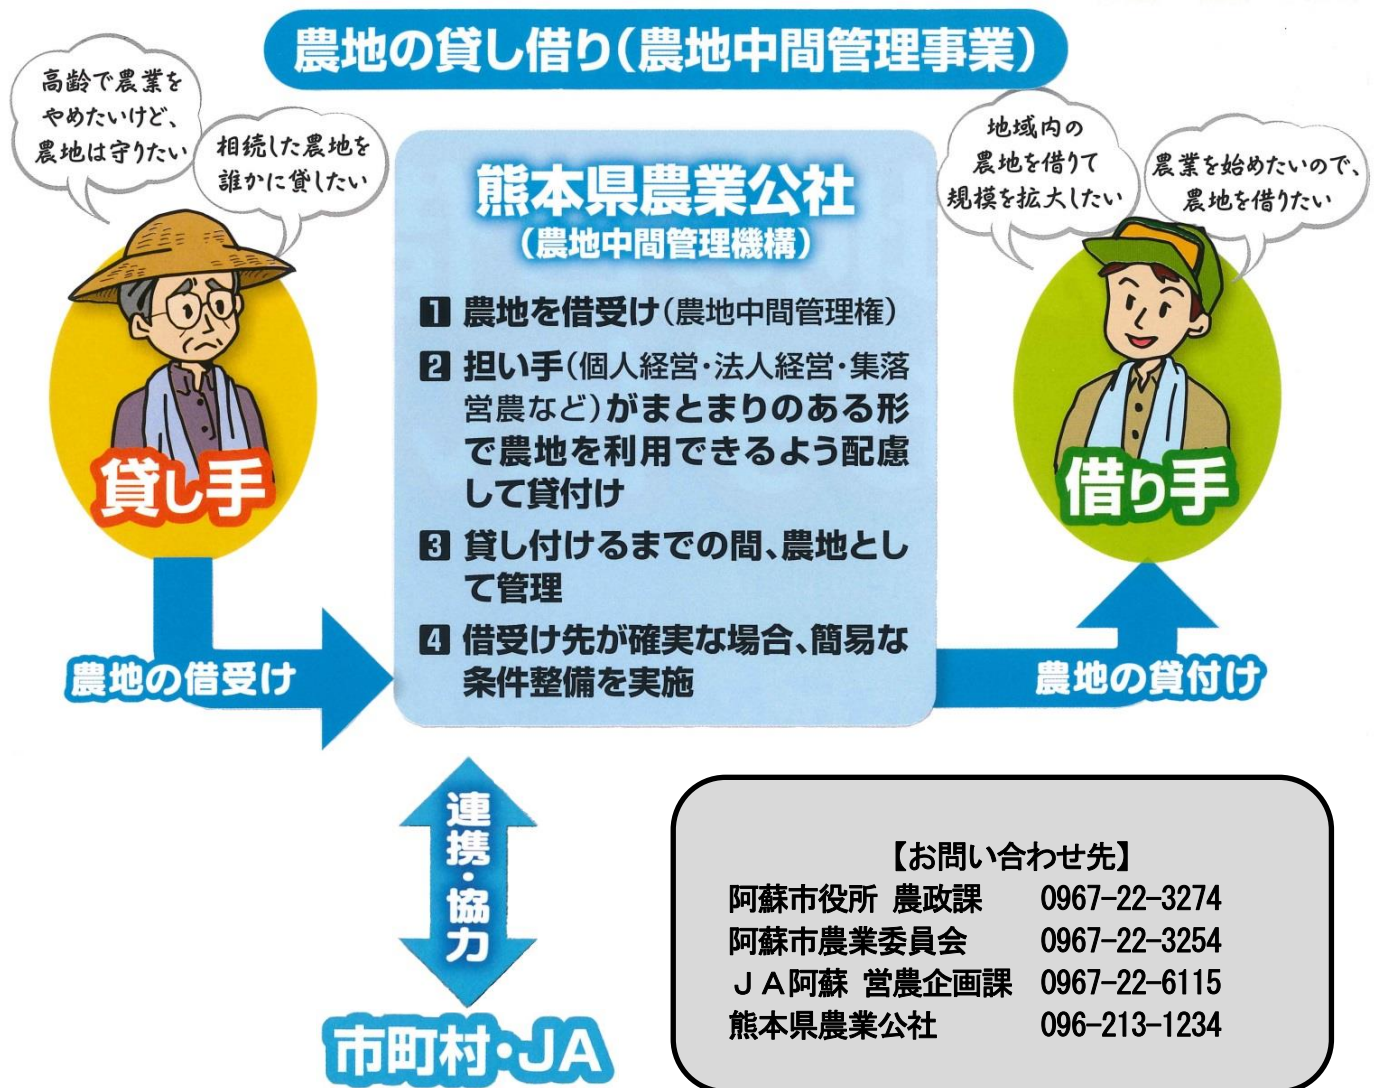 農地の貸し借り(農地中間管理事業)
高齢で農業を
やめたいけど、
農地は守りたい
相続した農地を
誰かに貸したい
貸し手
農地の借受け
熊本県農業公社
(農地中間管理機構)
1 農地を借受け(農地中間管理権)
2 担い手(個人経営・法人経営・集落
営農など)がまとまりのある形
で農地を利用できるよう配慮
して貸付け
3 貸し付けるまでの間、農地とし
て管理
4 借受け先が確実な場合、簡易な
条件整備を実施
地域内の
農地を借りて
規模を拡大したい
農業を始めたいので、
農地を借りたい
借り手
農地の貸付け
連携・協力
市町村・JA
【お問い合わせ先】
阿蘇市役所 農政課 0967-22-3274
阿蘇市農業委員会 0967-22-3254
JA阿蘇 営農企画課 0967-22-6115
熊本県農業公社 096-213-1234